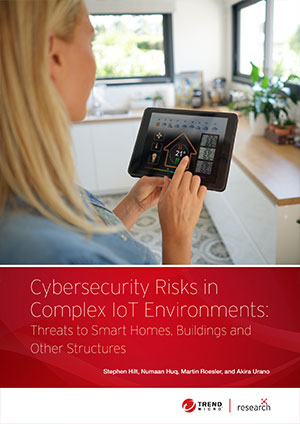 21°
Cybersecurity Risks in
Complex IoT Environments:
Threats to Smart Homes, Buildings and
Other Structures
Stephen Hilt, Numaan Huq, Martin Roesler, and Akira Urano
TREND
MICRO
research